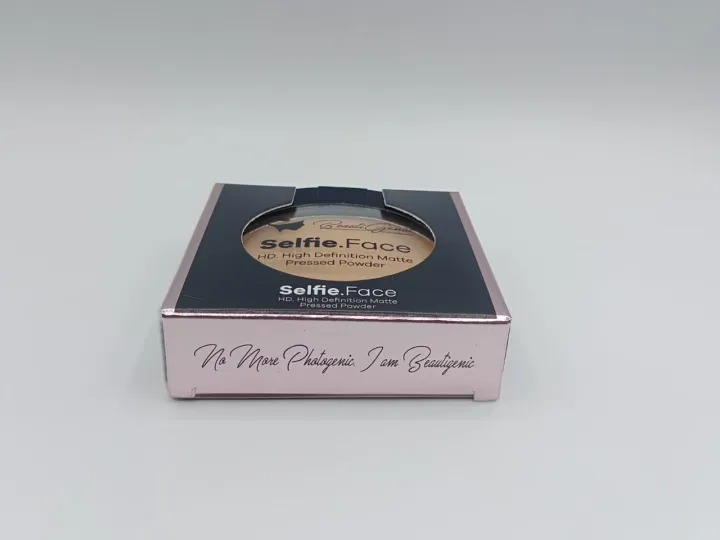 Selfie.Face
HD. High Definition Matte
Pressed Powder
Selfie.Face
HD. High Definition Matte
Pressed Powder
No More Photogenic. I am Beautigenic